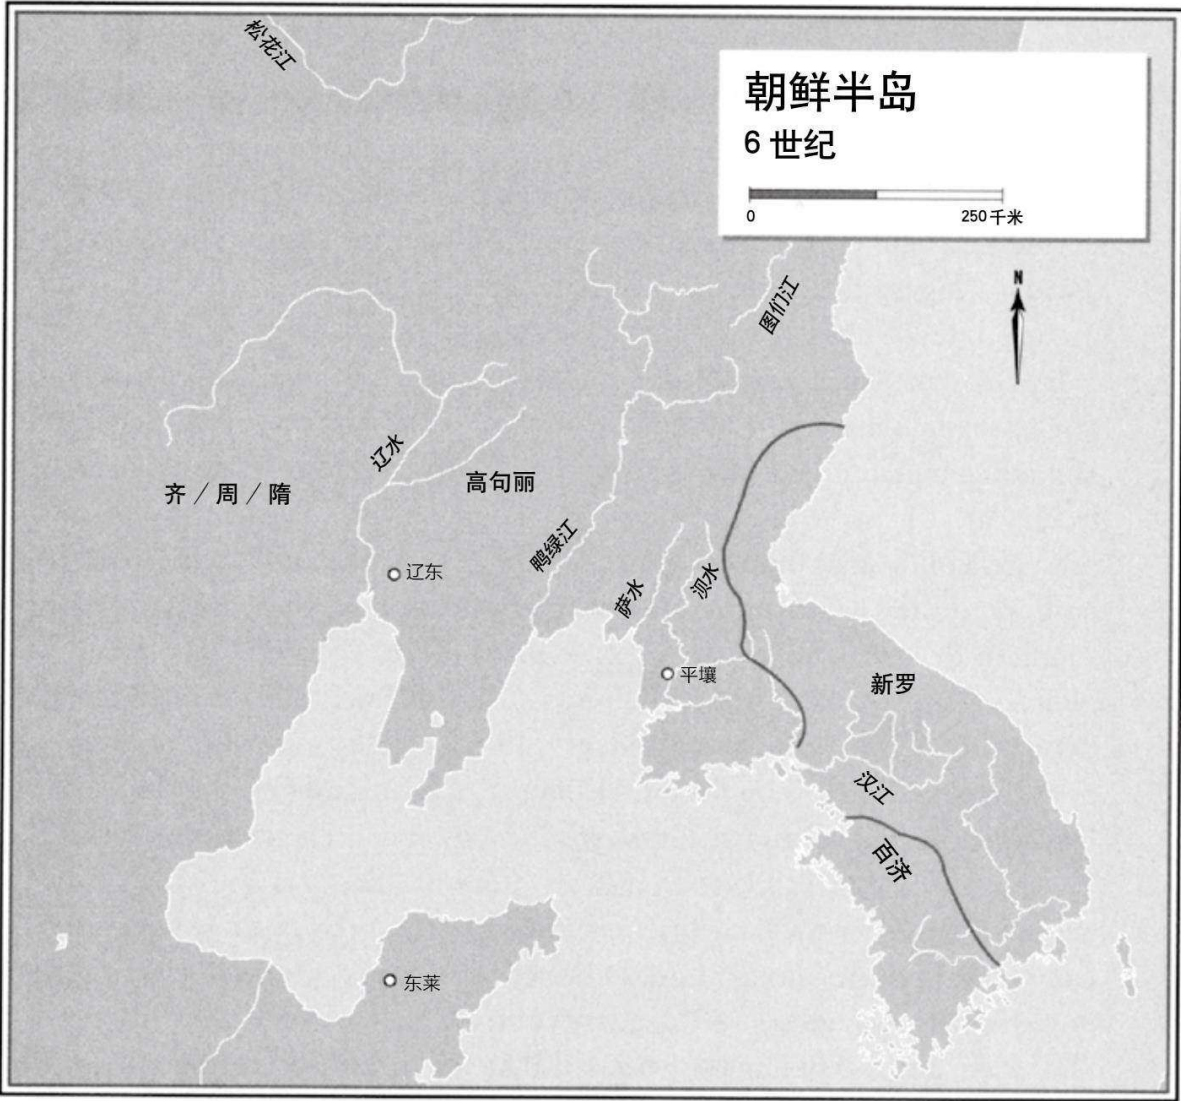 松花江
朝鲜半岛
6 世纪
0 250 千米
N
图们江
辽水
齐 / 周 / 隋
高句丽
鸭绿江
辽东
萨水
浿水
平壤
新罗
汉江
百济
东莱